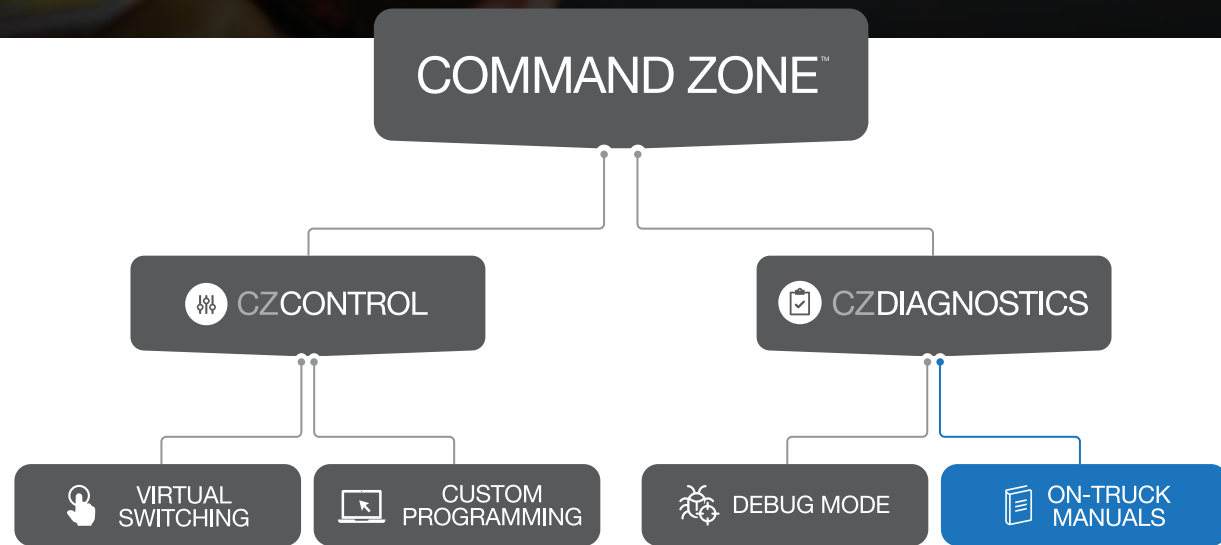 COMMAND ZONE™
CZCONTROL
CZDIAGNOSTICS
VIRTUAL
SWITCHING
CUSTOM
PROGRAMMING
DEBUG MODE
ON-TRUCK
MANUALS